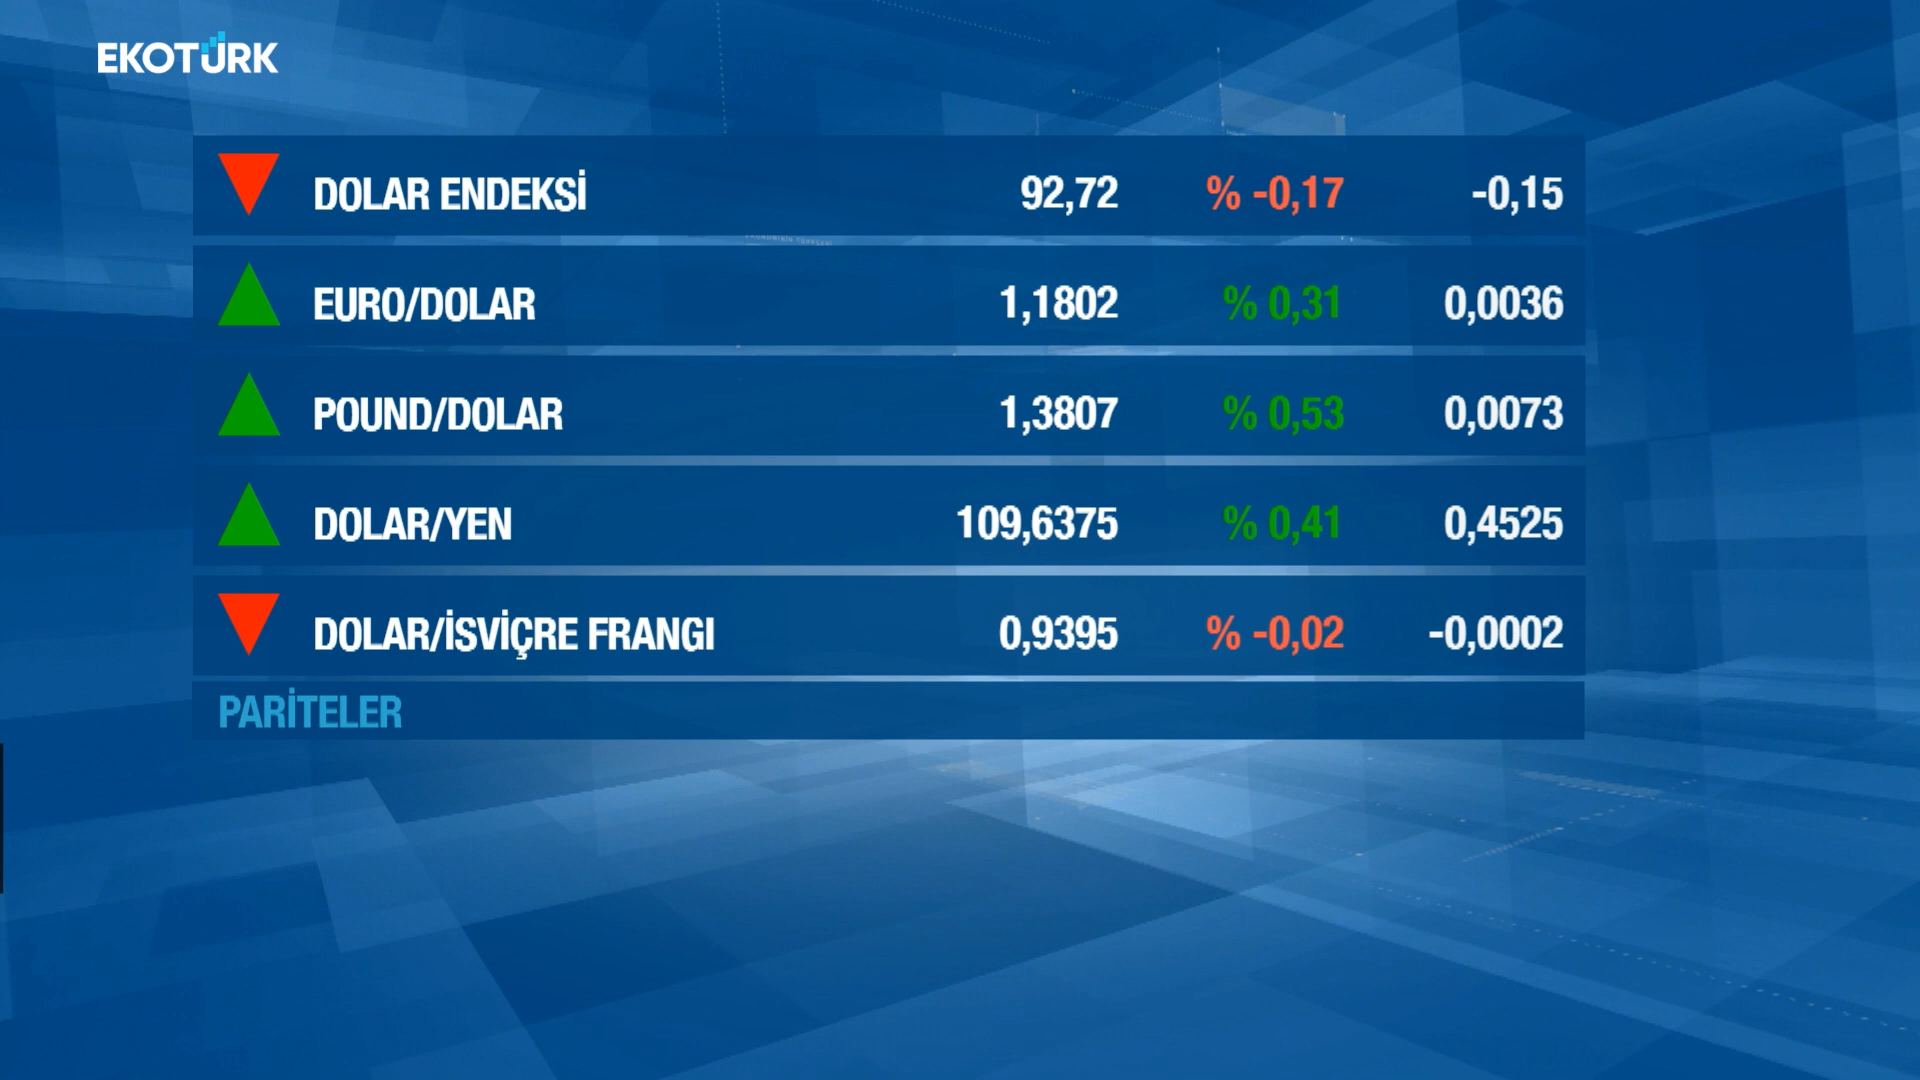 EKOTÜRK
DOLAR ENDEKSİ 92,72 % -0,17 -0,15
EURO/DOLAR 1,1802 % 0,31 0,0036
POUND/DOLAR 1,3807 % 0,53 0,0073
DOLAR/YEN 109,6375 % 0,41 0,4525
DOLAR/İSVİÇRE FRANGI 0,9395 % -0,02 -0,0002
PARİTELER